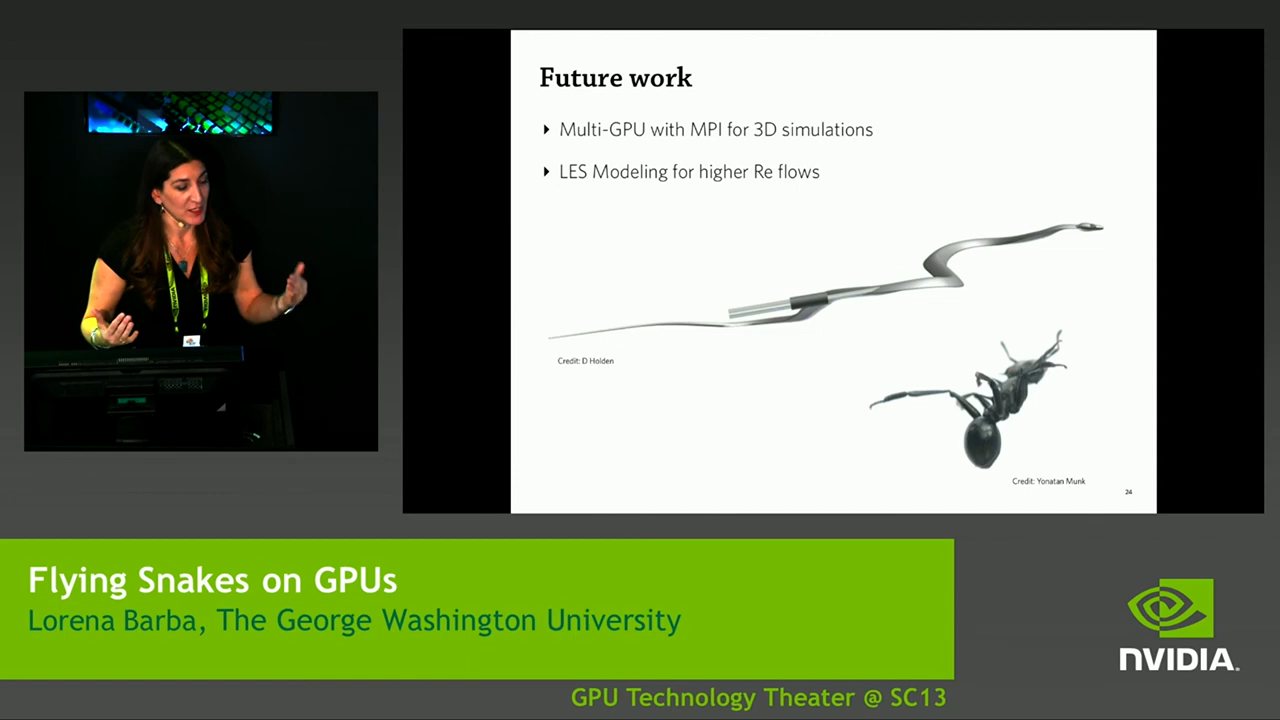 Future work
Multi-GPU with MPI for 3D simulations
LES Modeling for higher Re flows
Credit: D Holden
Credit: Yonatan Munk
24
Flying Snakes on GPUs
Lorena Barba, The George Washington University
NVIDIA.
GPU Technology Theater @ SC13